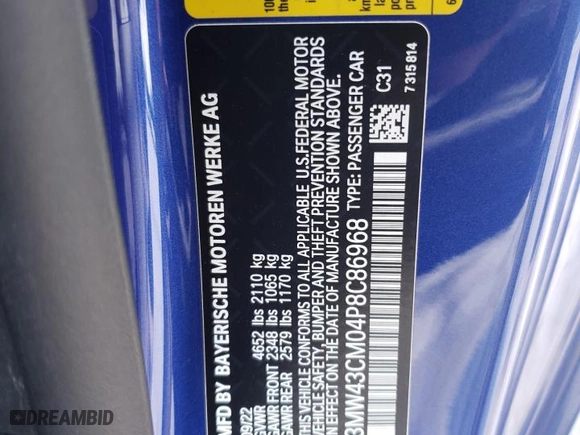 MFD BY BAYERISCHE MOTOREN WERKE AG
09/22
GVWR 4652 lbs 2110 kg
GAWR FRONT 2348 lbs 1065 kg
GAWR REAR 2579 lbs 1170 kg
THIS VEHICLE CONFORMS TO ALL APPLICABLE U.S. FEDERAL MOTOR
VEHICLE SAFETY, BUMPER, AND THEFT PREVENTION STANDARDS
IN EFFECT ON THE DATE OF MANUFACTURE SHOWN ABOVE.
3MW43CM04P8C86968 TYPE: PASSENGER CAR
C31
7 315 814
DREAMBID